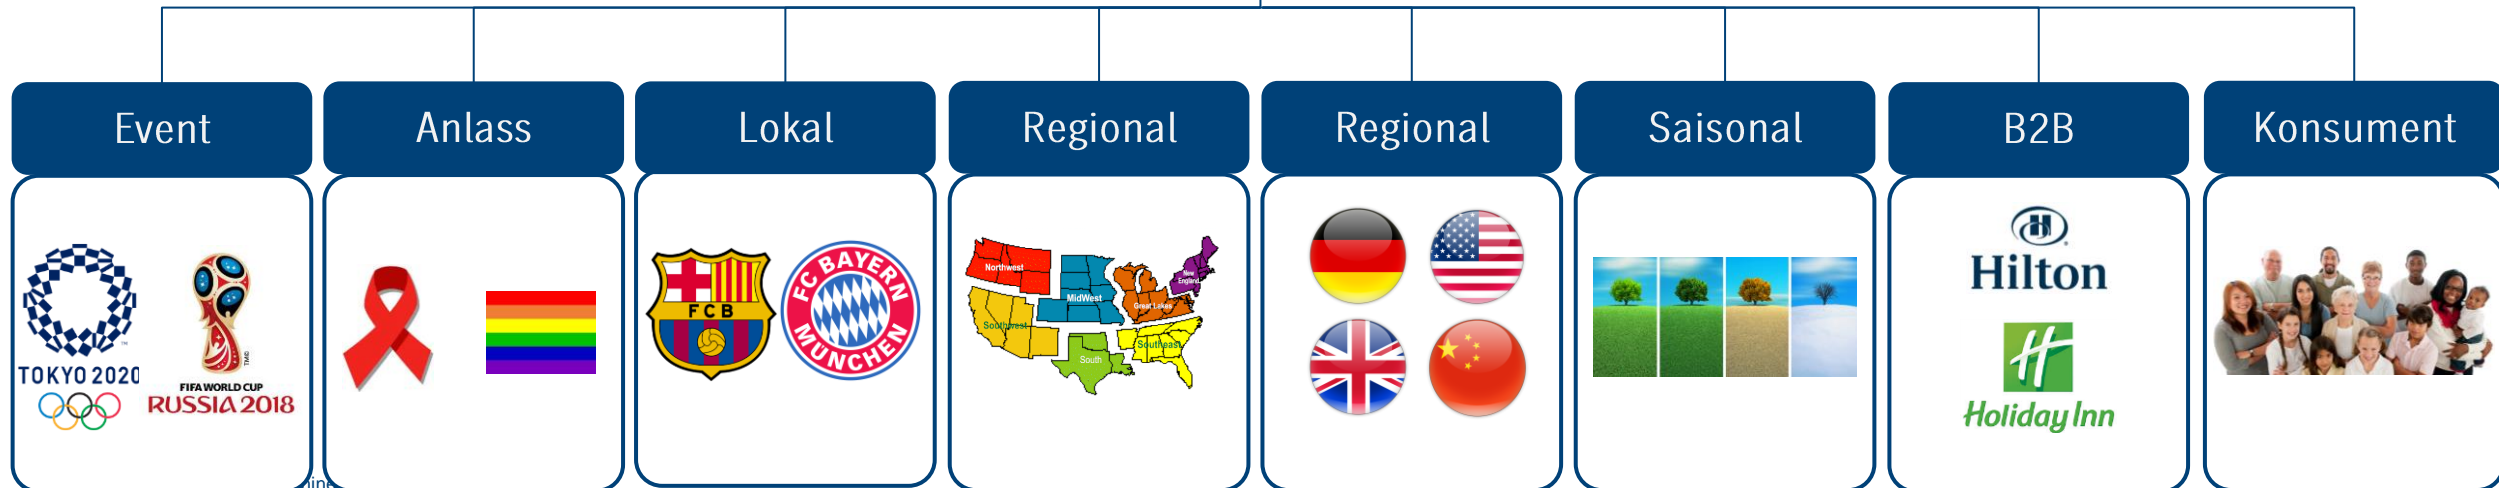 Event
Anlass
Lokal
Regional
Regional
Saisonal
B2B
Konsument
TOKYO 2020
FIFA WORLD CUP
RUSSIA 2018
FCB
FC BAYERN
MÜNCHEN
Northwest
MidWest
New
England
Great Lakes
Southwest
Southeast
South
Hilton
Holiday Inn